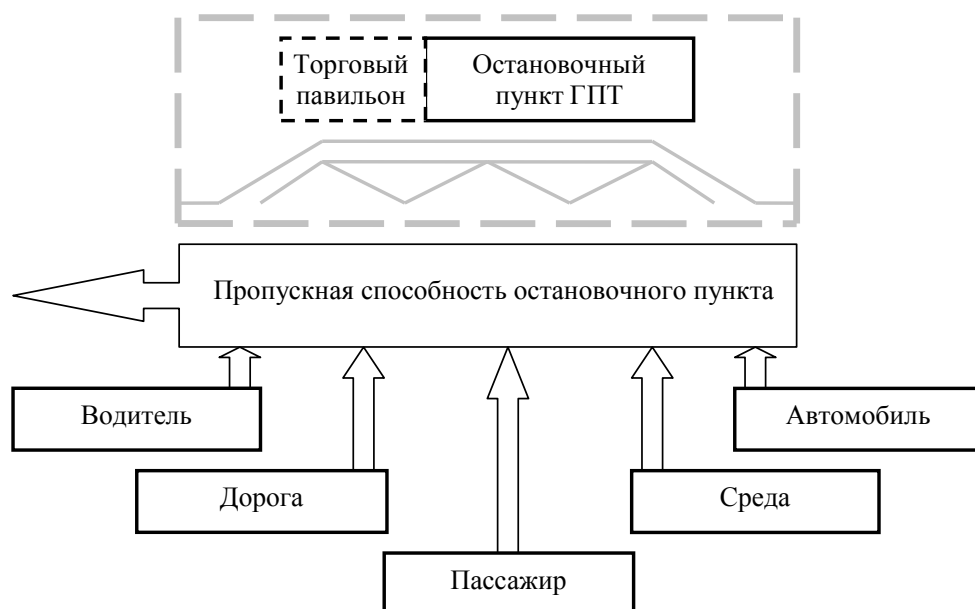 Торговый
павильон
Остановочный
пункт ГПТ
Пропускная способность остановочного пункта
Водитель
Автомобиль
Дорога
Среда
Пассажир